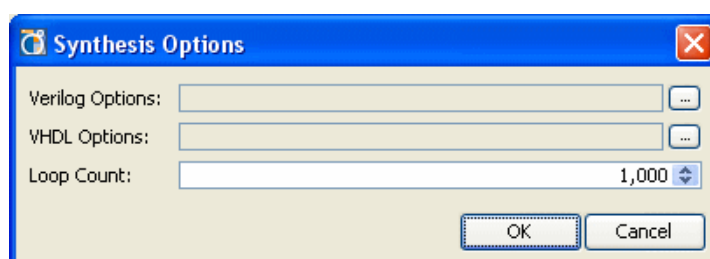 Synthesis Options
Verilog Options: ...
VHDL Options: ...
Loop Count: 1,000
OK Cancel